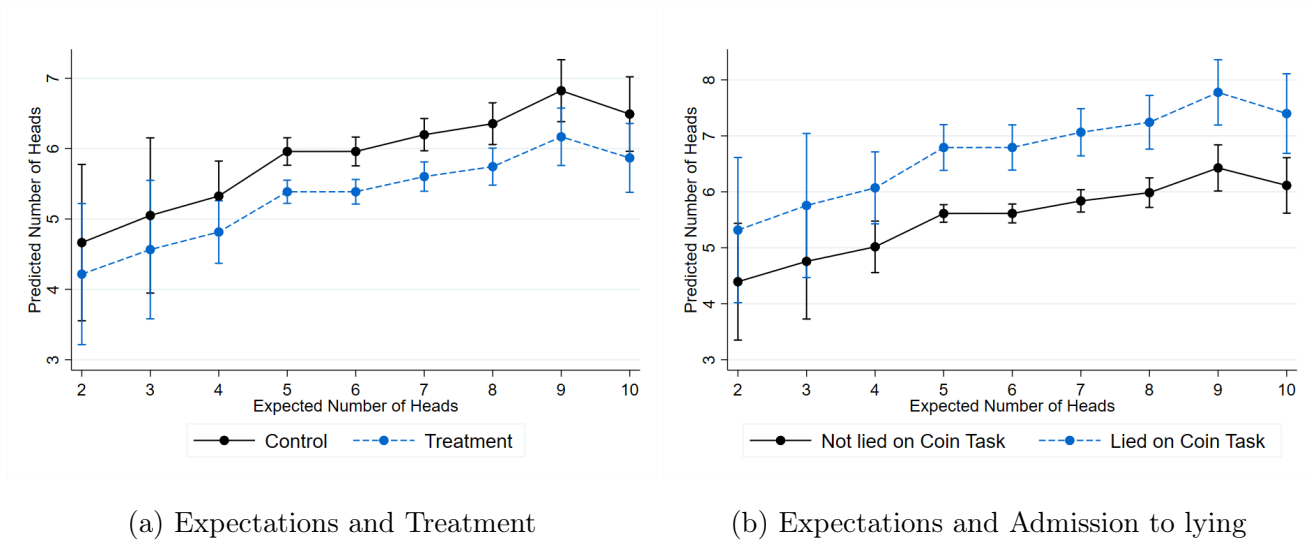 Predicted Number of Heads
7
6
5
4
3
2 3 4 5 6 7 8 9 10
Expected Number of Heads
Control Treatment
(a) Expectations and Treatment
Predicted Number of Heads
8
7
6
5
4
3
2 3 4 5 6 7 8 9 10
Expected Number of Heads
Not lied on Coin Task Lied on Coin Task
(b) Expectations and Admission to lying